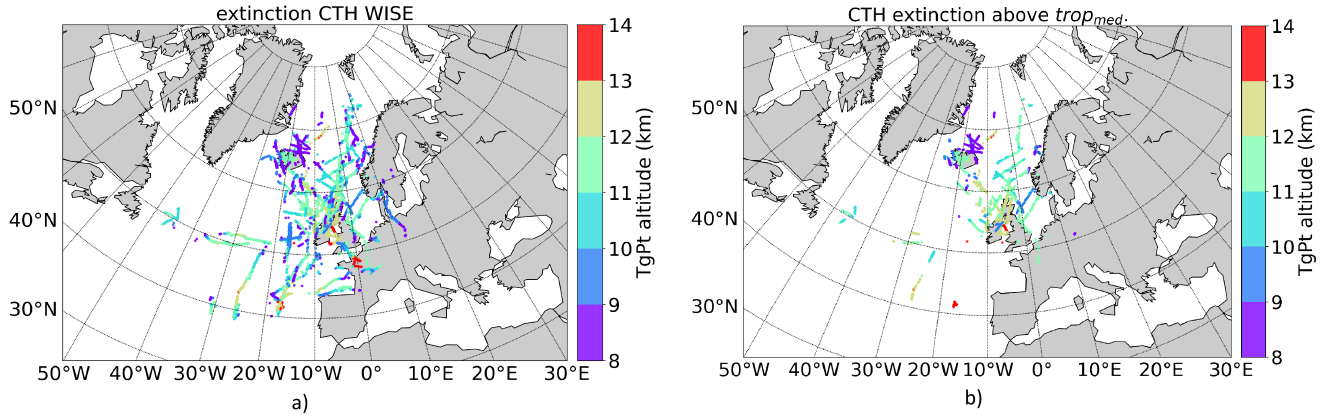 extinction CTH WISE
50°N
40°N
30°N
50°W 40°W 30°W 20°W 10°W 0° 10°E 20°E 30°E
14
13
12
11
10
9
8
TgPt altitude (km)
a)
CTH extinction above trop_med.
50°N
40°N
30°N
50°W 40°W 30°W 20°W 10°W 0° 10°E 20°E 30°E
14
13
12
11
10
9
8
TgPt altitude (km)
b)